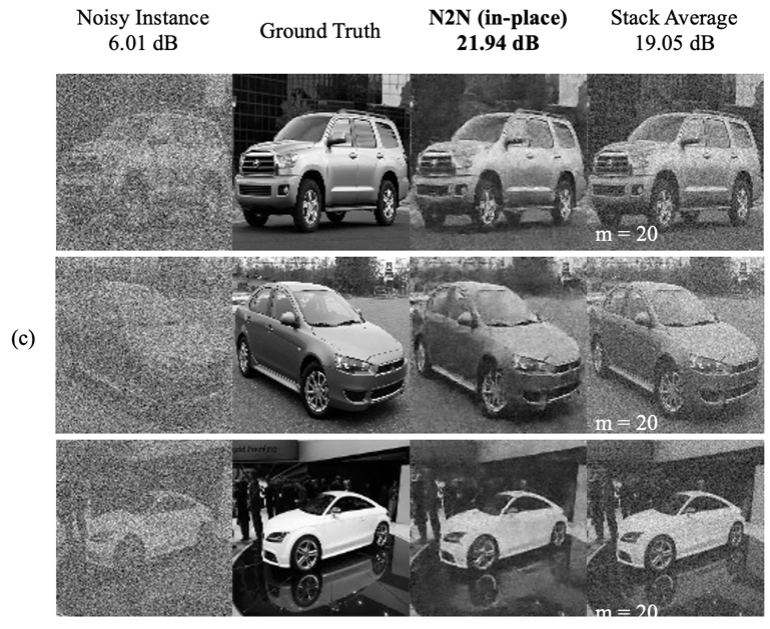 Noisy Instance
6.01 dB
Ground Truth
N2N (in-place)
21.94 dB
Stack Average
19.05 dB
m = 20
(c)
m = 20
m = 20